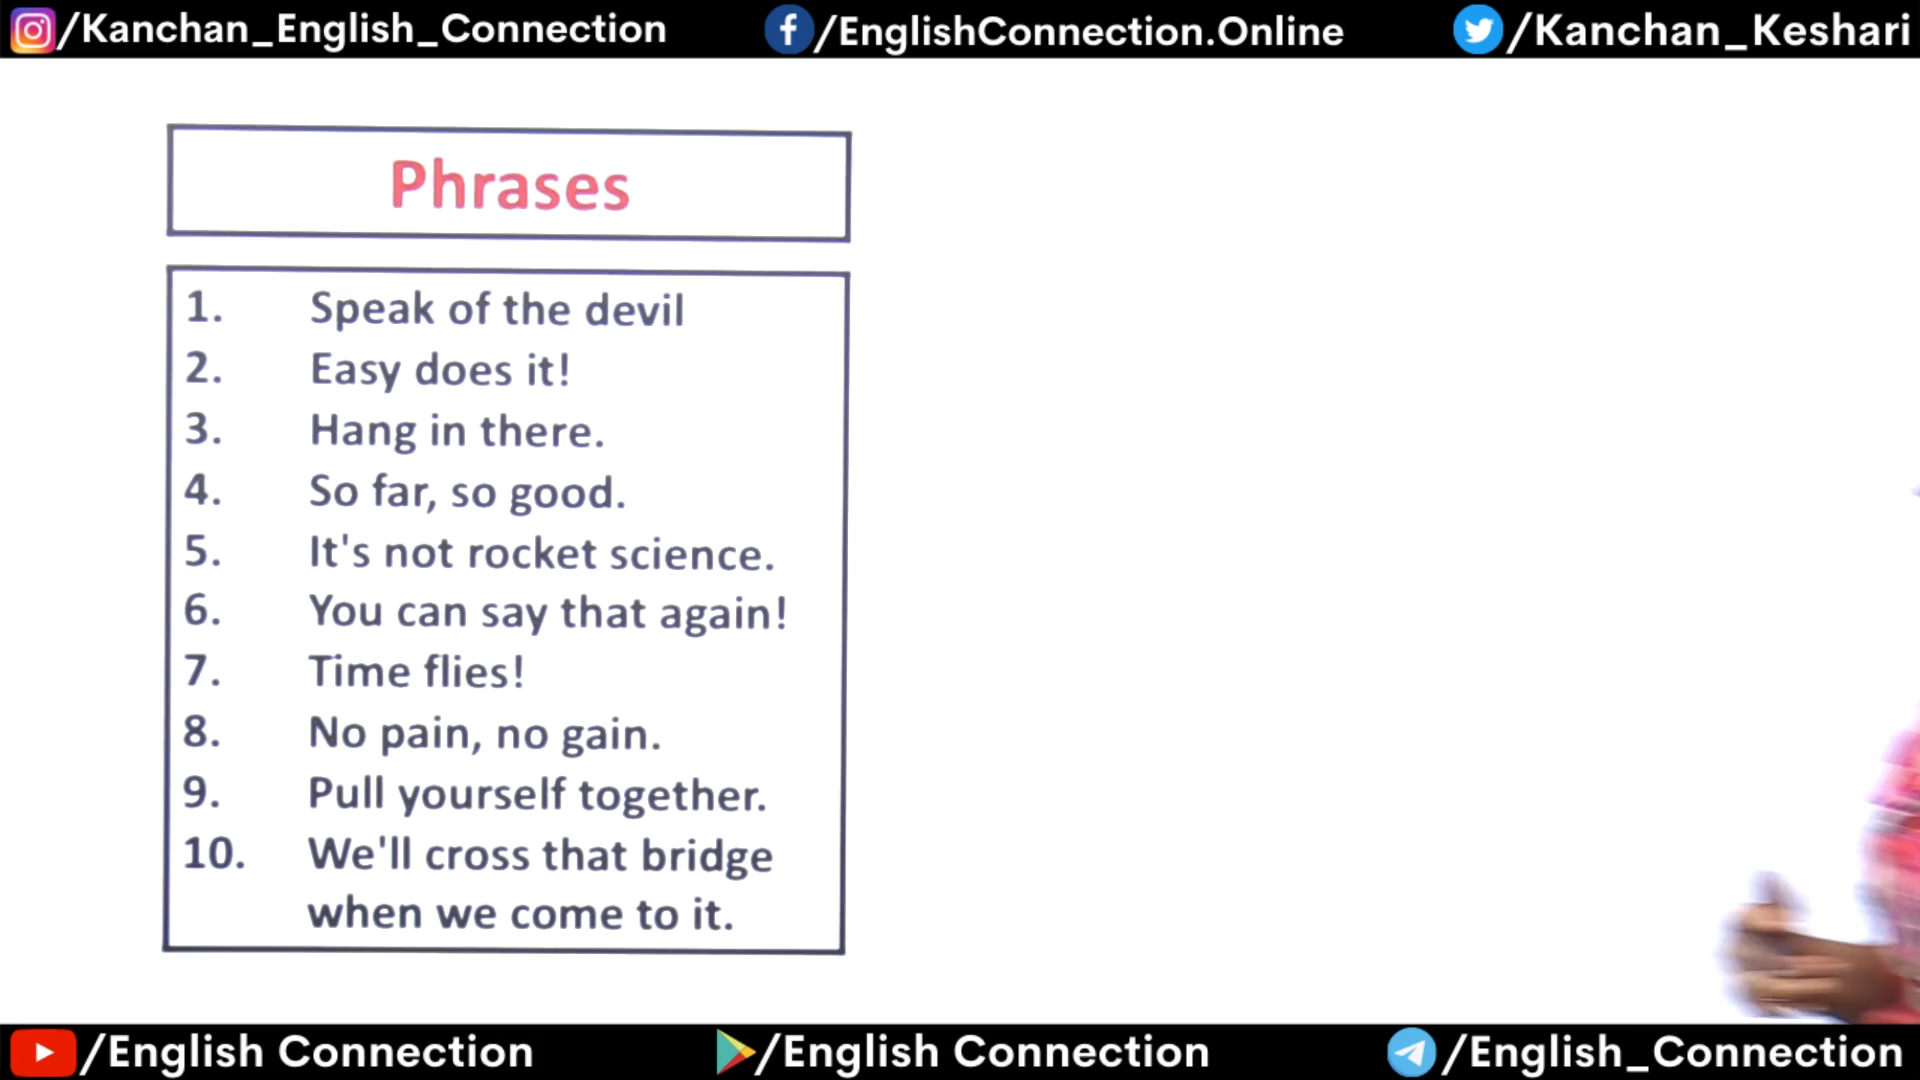 /Kanchan_English_Connection /EnglishConnection.Online /Kanchan_Keshari
Phrases
1. Speak of the devil
2. Easy does it!
3. Hang in there.
4. So far, so good.
5. It's not rocket science.
6. You can say that again!
7. Time flies!
8. No pain, no gain.
9. Pull yourself together.
10. We'll cross that bridge
when we come to it.
/English Connection /English Connection /English_Connection